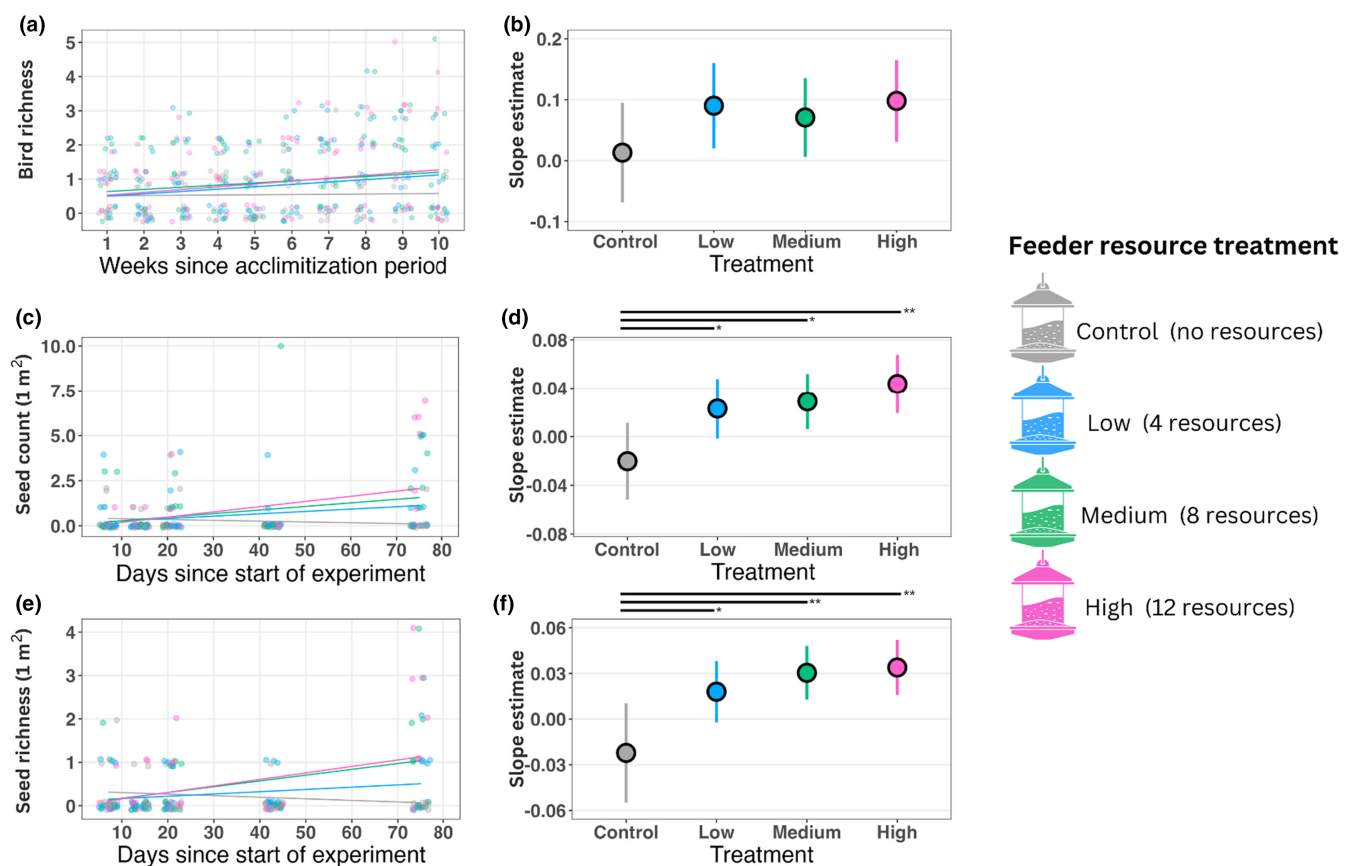 (a)
Bird richness
5
4
3
2
1
0
1 2 3 4 5 6 7 8 9 10
Weeks since acclimitization period
(b)
Slope estimate
0.2
0.1
0.0
-0.1
Control Low Medium High
Treatment
(c)
Seed count (1 m²)
10.0
7.5
5.0
2.5
0.0
10 20 30 40 50 60 70 80
Days since start of experiment
(d)
**
*
*
Slope estimate
0.08
0.04
0.00
-0.04
-0.08
Control Low Medium High
Treatment
(e)
Seed richness (1 m²)
4
3
2
1
0
10 20 30 40 50 60 70 80
Days since start of experiment
(f)
**
**
*
Slope estimate
0.06
0.03
0.00
-0.03
-0.06
Control Low Medium High
Treatment
Feeder resource treatment
Control (no resources)
Low (4 resources)
Medium (8 resources)
High (12 resources)